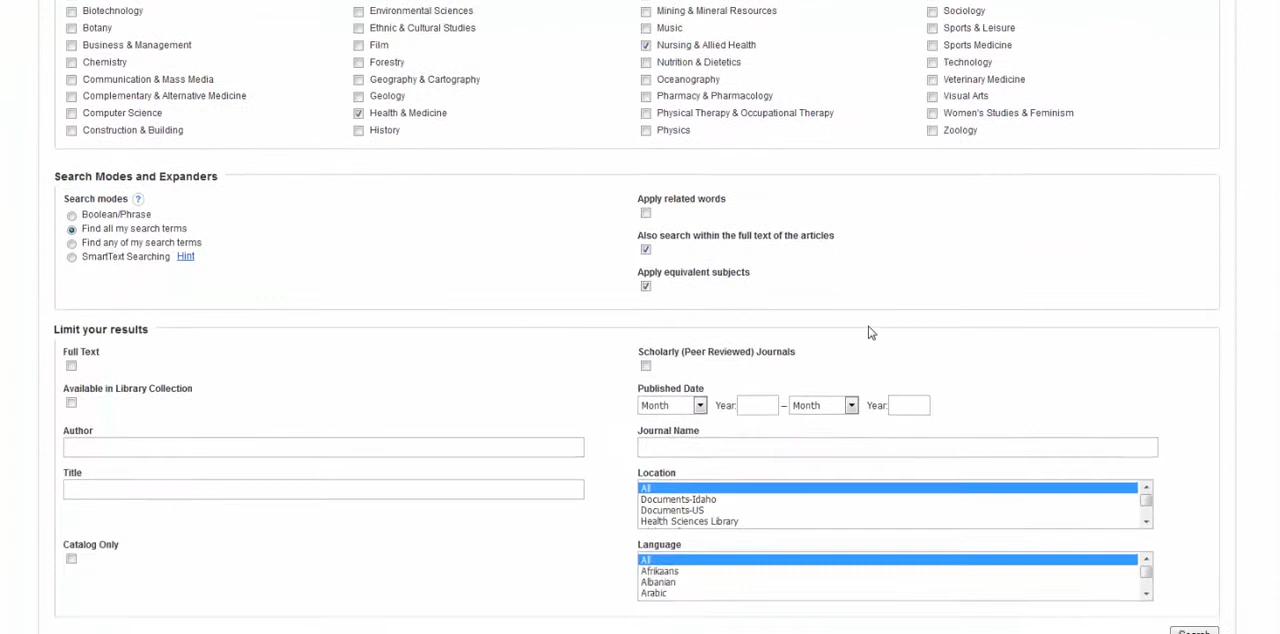 Biotechnology Environmental Sciences Mining & Mineral Resources Sociology
Botany Ethnic & Cultural Studies Music Sports & Leisure
Business & Management Film Nursing & Allied Health Sports Medicine
Chemistry Forestry Nutrition & Dietetics Technology
Communication & Mass Media Geography & Cartography Oceanography Veterinary Medicine
Complementary & Alternative Medicine Geology Pharmacy & Pharmacology Visual Arts
Computer Science Health & Medicine Physical Therapy & Occupational Therapy Women's Studies & Feminism
Construction & Building History Physics Zoology
Search Modes and Expanders
Search modes ? Apply related words
Boolean/Phrase
Find all my search terms Also search within the full text of the articles
Find any of my search terms
SmartText Searching Hint
Apply equivalent subjects
Limit your results
Full Text Scholarly (Peer Reviewed) Journals
Available in Library Collection Published Date
Month Year: – Month Year:
Author Journal Name
Title Location
All
Documents-Idaho
Documents-US
Health Sciences Library
Catalog Only Language
All
Afrikaans
Albanian
Arabic
Search